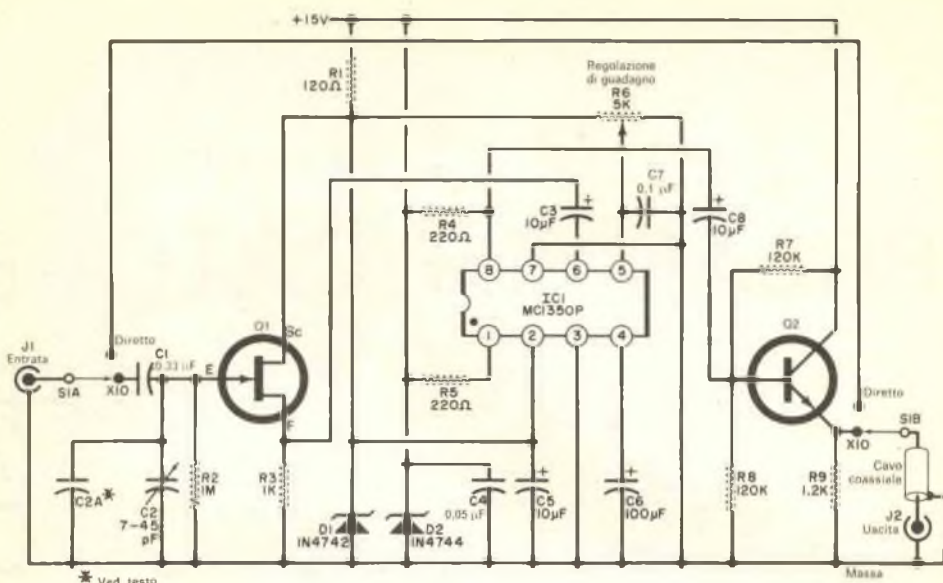 +15V
R1
120Ω
Regolazione
di guadagno
R6
5K
C7
0,1 µF
C3
10µF
C8
10µF
R4
220Ω
R7
120K
8
7
6
5
IC1
MC1350P
1
2
3
4
Q1
Sc
E
F
Q2
J1
Entrata
Diretto
C1
0.33 µF
S1A
X10
R5
220Ω
Diretto
X10
S1B
C2A*
C2
7-45
pF
R2
1M
R3
1K
D1
1N4742
D2
1N4744
C4
0,05 µF
C5
10µF
C6
100µF
R8
120K
R9
1.2K
Cavo
coassiale
J2
Uscita
* Ved. testo
Massa